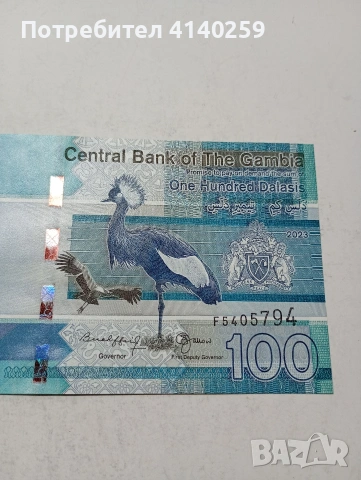 Потребител 4140259
Central Bank of The Gambia
Promise to pay on demand the sum of
One Hundred Dalasis
2023
F5405794
Governor
First Deputy Governor
100
BAZAR